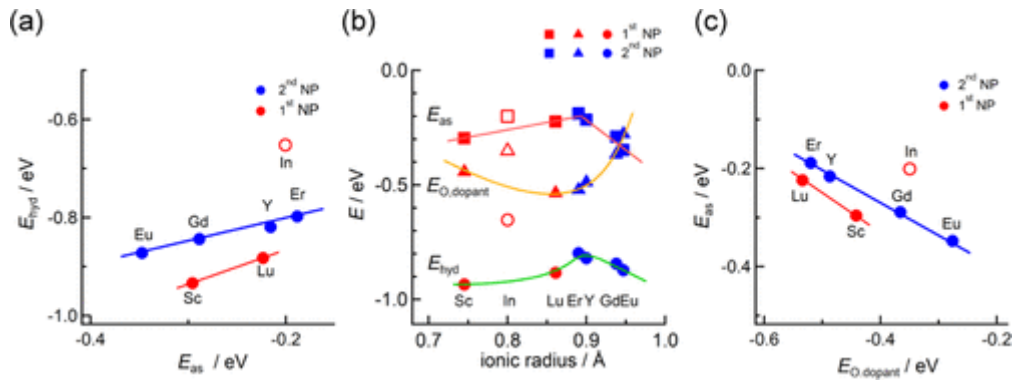 (a)
-0.6
-0.8
-1.0
E_hyd / eV
2nd NP
1st NP
In
Eu
Gd
Y
Er
Sc
Lu
-0.4
-0.2
E_as / eV
(b)
1st NP
2nd NP
0.0
-0.5
-1.0
E / eV
E_as
E_O,dopant
E_hyd
Sc
In
Lu
Er
Y
Gd
Eu
0.7
0.8
0.9
1.0
ionic radius / Å
(c)
0.0
-0.2
-0.4
E_as / eV
2nd NP
1st NP
Er
Y
In
Lu
Sc
Gd
Eu
-0.6
-0.4
-0.2
E_O.dopant / eV